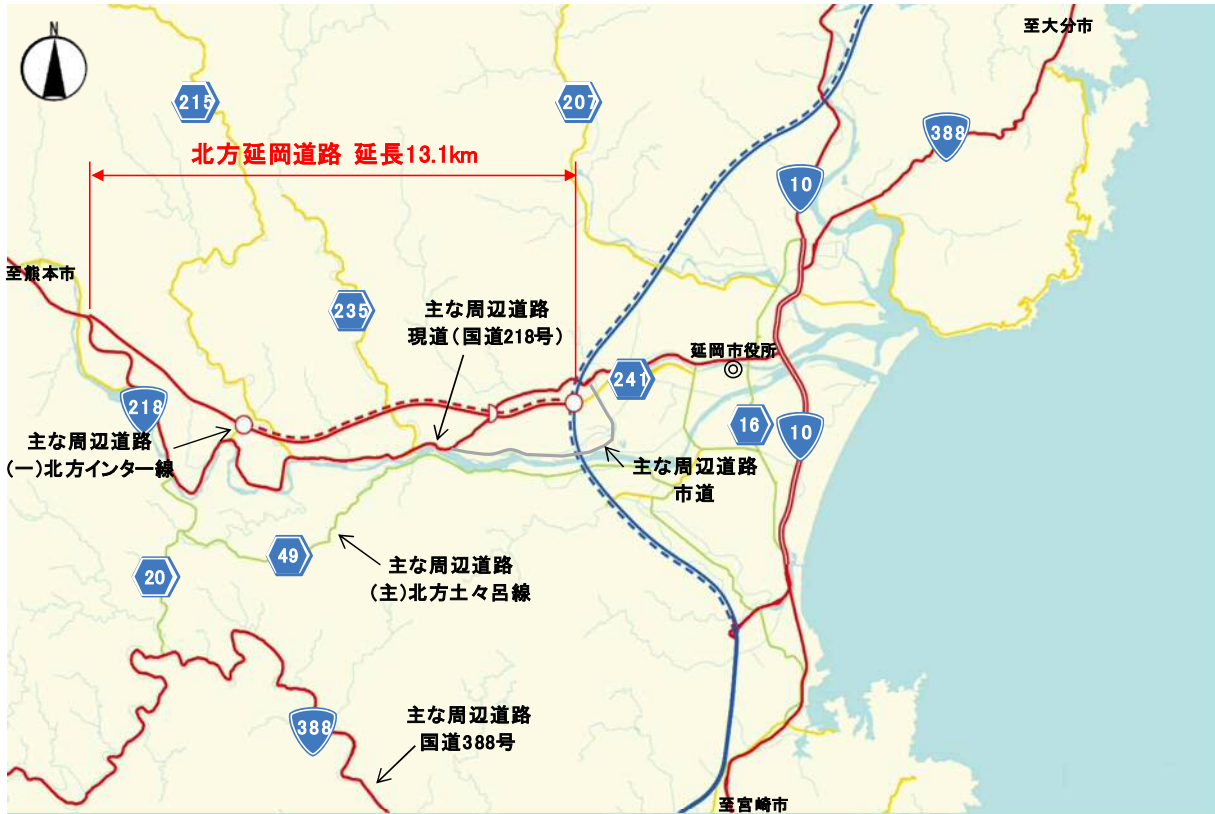 N
至大分市
215
207
388
北方延岡道路 延長13.1km
10
至熊本市
235
主な周辺道路
現道(国道218号)
延岡市役所
241
218
16
10
主な周辺道路
(一)北方インター線
主な周辺道路
市道
49
20
主な周辺道路
(主)北方土々呂線
388
主な周辺道路
国道388号
至宮崎市